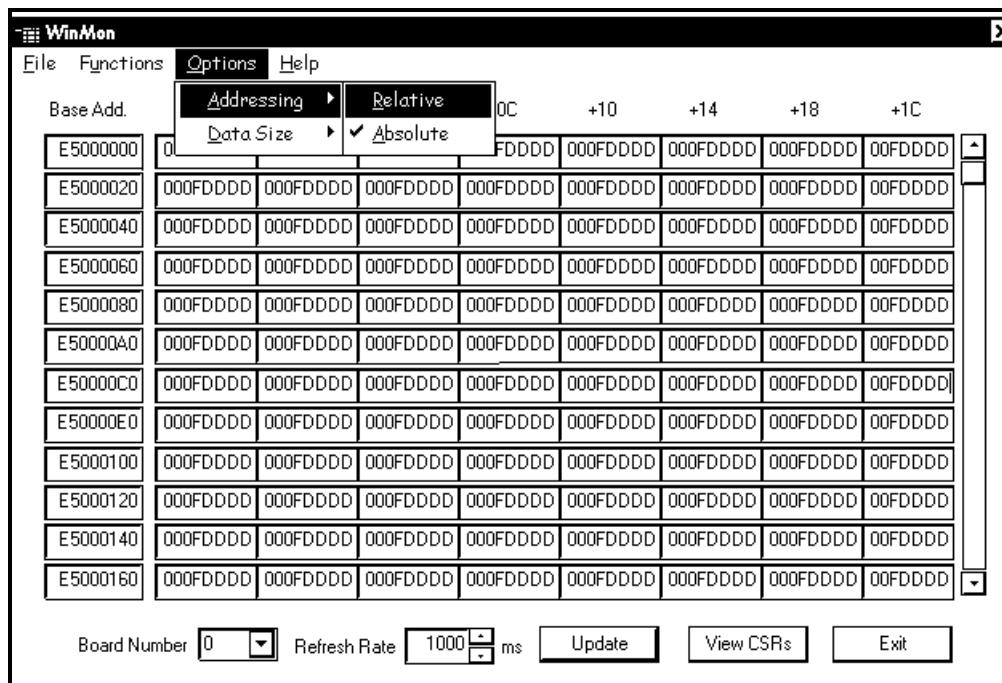 WinMon
File Functions Options Help
Base Add. Addressing Relative 0C +10 +14 +18 +1C
Data Size ✔ Absolute
E5000000 0 FDDDD 000FDDDD 000FDDDD 000FDDDD 00FDDDD
E5000020 000FDDDD 000FDDDD 000FDDDD 000FDDDD 000FDDDD 000FDDDD 000FDDDD 00FDDDD
E5000040 000FDDDD 000FDDDD 000FDDDD 000FDDDD 000FDDDD 000FDDDD 000FDDDD 00FDDDD
E5000060 000FDDDD 000FDDDD 000FDDDD 000FDDDD 000FDDDD 000FDDDD 000FDDDD 00FDDDD
E5000080 000FDDDD 000FDDDD 000FDDDD 000FDDDD 000FDDDD 000FDDDD 000FDDDD 00FDDDD
E50000A0 000FDDDD 000FDDDD 000FDDDD 000FDDDD 000FDDDD 000FDDDD 000FDDDD 00FDDDD
E50000C0 000FDDDD 000FDDDD 000FDDDD 000FDDDD 000FDDDD 000FDDDD 000FDDDD 00FDDDD
E50000E0 000FDDDD 000FDDDD 000FDDDD 000FDDDD 000FDDDD 000FDDDD 000FDDDD 00FDDDD
E5000100 000FDDDD 000FDDDD 000FDDDD 000FDDDD 000FDDDD 000FDDDD 000FDDDD 00FDDDD
E5000120 000FDDDD 000FDDDD 000FDDDD 000FDDDD 000FDDDD 000FDDDD 000FDDDD 00FDDDD
E5000140 000FDDDD 000FDDDD 000FDDDD 000FDDDD 000FDDDD 000FDDDD 000FDDDD 00FDDDD
E5000160 000FDDDD 000FDDDD 000FDDDD 000FDDDD 000FDDDD 000FDDDD 000FDDDD 00FDDDD
Board Number 0 Refresh Rate 1000 ms Update View CSRs Exit